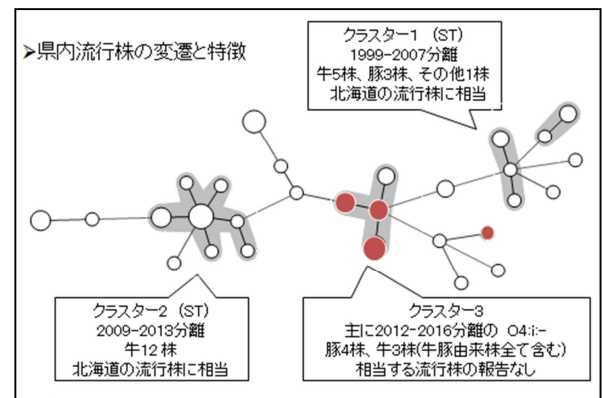 ➢県内流行株の変遷と特徴
クラスター1 (ST)
1999-2007分離
牛5株、豚3株、その他1株
北海道の流行株に相当
クラスター2 (ST)
2009-2013分離
牛12株
北海道の流行株に相当
クラスター3
主に2012-2016分離の O4:i:-
豚4株、牛3株(牛豚由来株全て含む)
相当する流行株の報告なし